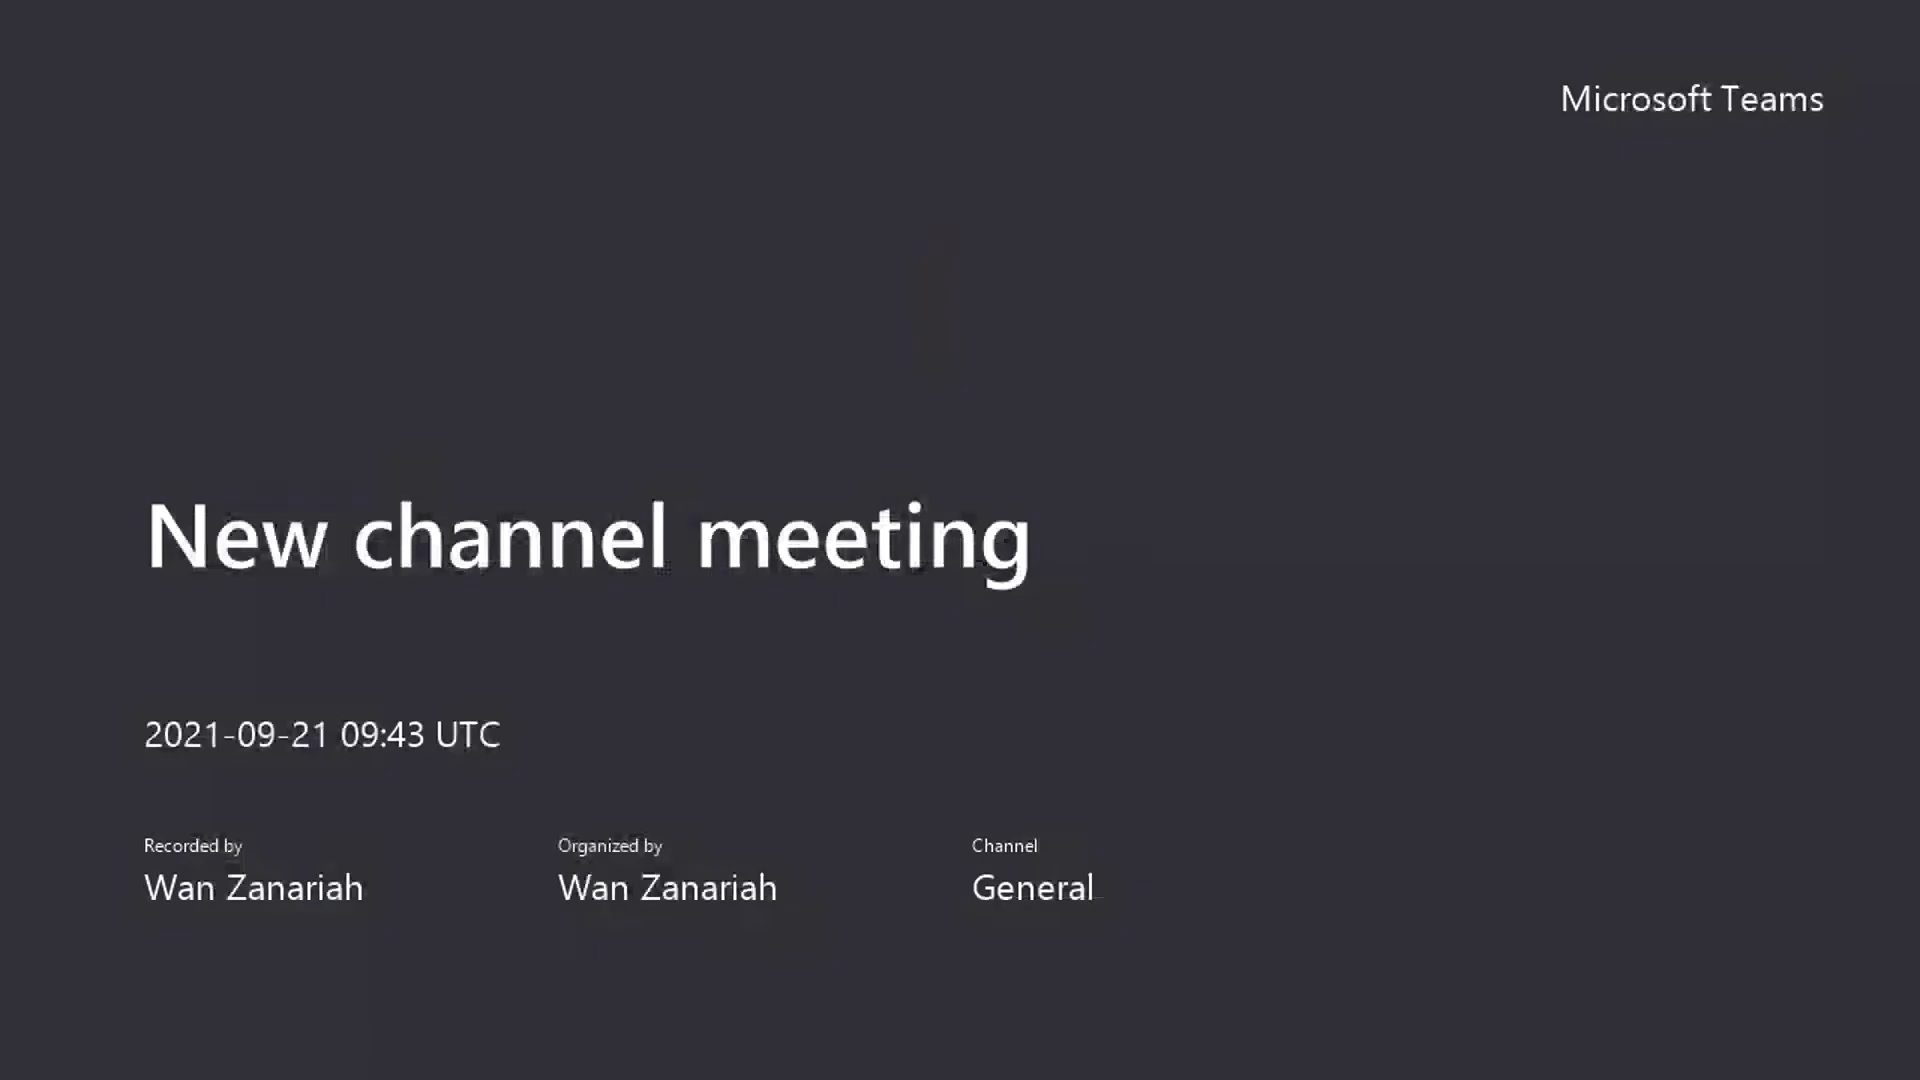 Microsoft Teams
New channel meeting
2021-09-21 09:43 UTC
Recorded by
Wan Zanariah
Organized by
Wan Zanariah
Channel
General